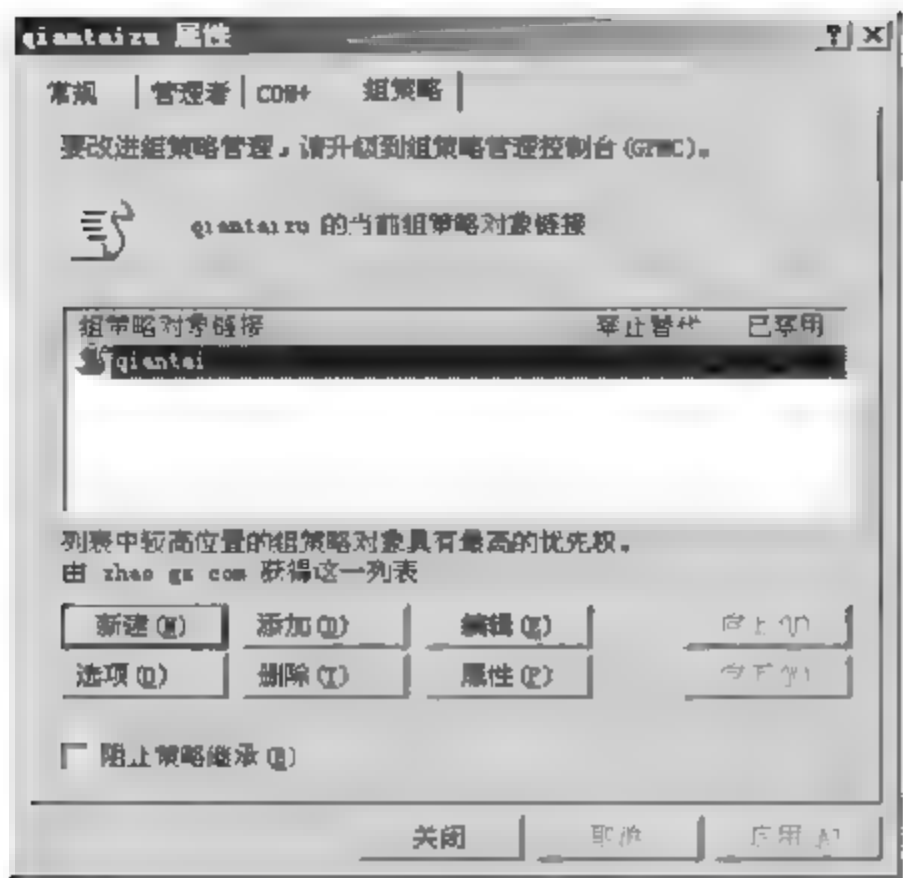 qiantairu 属性
常规 管理者 COM+ 组策略
要改进组策略管理，请升级到组策略管理控制台(GPMC)。
qiantairu 的当前组策略对象链接
组策略对象链接 禁止替代 已禁用
qiantai
列表中较高位置的组策略对象具有最高的优先权。
由 zhao gz com 获得这一列表
新建(N) 添加(D) 编辑(E) 向上(U)
选项(O) 删除(T) 属性(P) 向下(W)
阻止策略继承(B)
关闭 取消 应用(A)